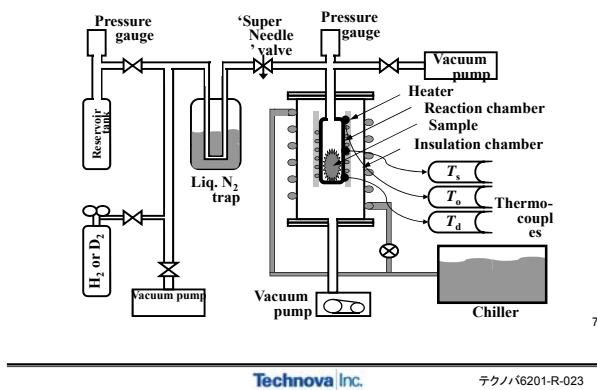 Pressure
gauge
'Super
Needle
' valve
Pressure
gauge
Vacuum
pump
Heater
Reaction chamber
Sample
Insulation chamber
Reservoir
tank
Liq. N2
trap
Ts
To
Td
Thermo-
coupl
es
H2 or D2
Vacuum pump
Vacuum
pump
Chiller
7
Technova Inc.
テクノバ6201-R-023